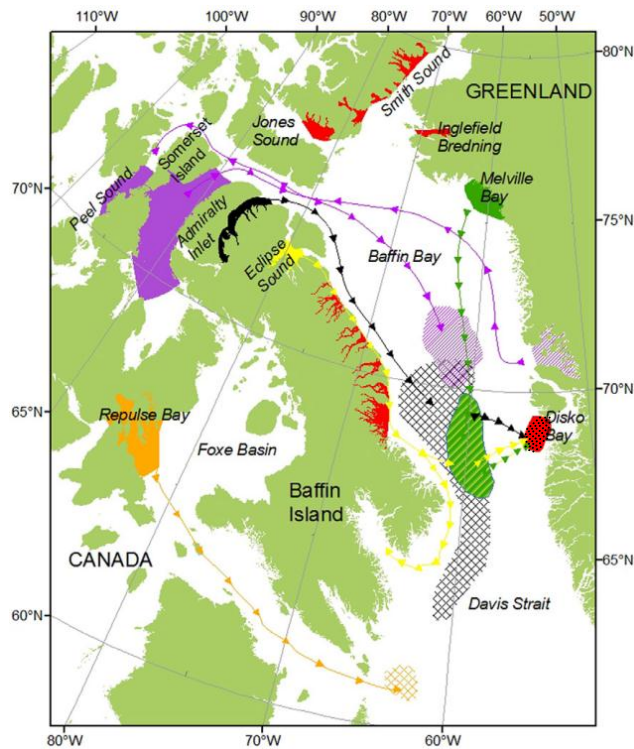 110°W
100°W
90°W
80°W
70°W
60°W
50°W
80°N
Smith Sound
GREENLAND
Jones
Sound
Inglefield
Bredning
Somerset
Island
Peel Sound
70°N
Melville
Bay
75°N
Admiralty
Inlet
Eclipse
Sound
Baffin Bay
70°N
65°N
Repulse Bay
Disko
Bay
Foxe Basin
Baffin
Island
CANADA
65°N
60°N
Davis Strait
80°W
70°W
60°W